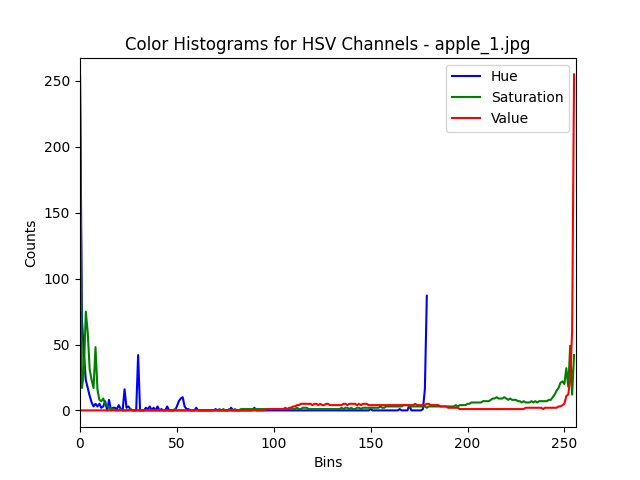 Color Histograms for HSV Channels - apple_1.jpg
Hue
Saturation
Value
Counts
250
200
150
100
50
0
0 50 100 150 200 250
Bins